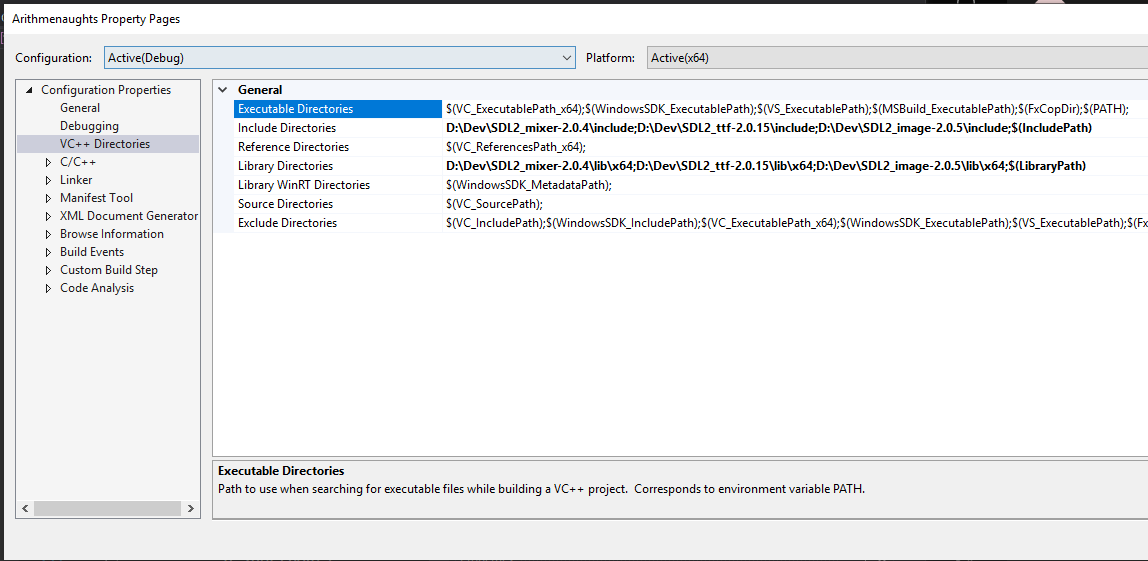 Arithmenaughts Property Pages
Configuration: Active(Debug) Platform: Active(x64)
Configuration Properties
General
Debugging
VC++ Directories
C/C++
Linker
Manifest Tool
XML Document Generator
Browse Information
Build Events
Custom Build Step
Code Analysis
General
Executable Directories $(VC_ExecutablePath_x64);$(WindowsSDK_ExecutablePath);$(VS_ExecutablePath);$(MSBuild_ExecutablePath);$(FxCopDir);$(PATH);
Include Directories D:\Dev\SDL2_mixer-2.0.4\include;D:\Dev\SDL2_ttf-2.0.15\include;D:\Dev\SDL2_image-2.0.5\include;$(IncludePath)
Reference Directories $(VC_ReferencesPath_x64);
Library Directories D:\Dev\SDL2_mixer-2.0.4\lib\x64;D:\Dev\SDL2_ttf-2.0.15\lib\x64;D:\Dev\SDL2_image-2.0.5\lib\x64;$(LibraryPath)
Library WinRT Directories $(WindowsSDK_MetadataPath);
Source Directories $(VC_SourcePath);
Exclude Directories $(VC_IncludePath);$(WindowsSDK_IncludePath);$(VC_ExecutablePath_x64);$(WindowsSDK_ExecutablePath);$(VS_ExecutablePath);$(Fx
Executable Directories
Path to use when searching for executable files while building a VC++ project.  Corresponds to environment variable PATH.